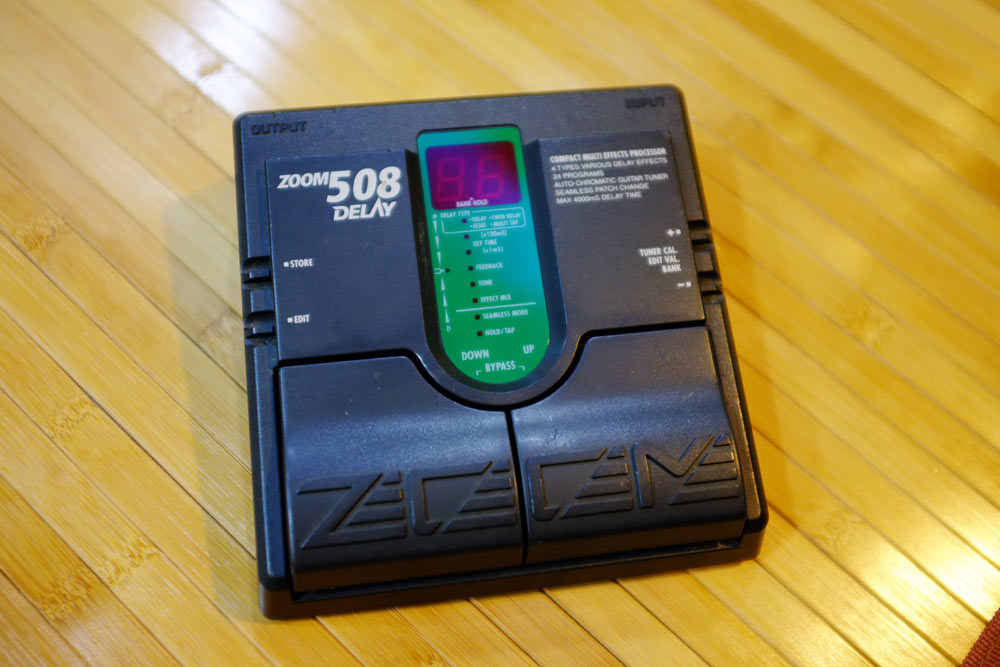 OUTPUT
INPUT
ZOOM 508
DELAY
COMPACT MULTI EFFECTS PROCESSOR
4 TYPES VARIOUS DELAY EFFECTS
24 PROGRAMS
AUTO-CHROMATIC GUITAR TUNER
SEAMLESS PATCH CHANGE
MAX 4000mS DELAY TIME
BANK HOLD
# DELAY TYPE
•DELAY •TWIN DELAY
•ECHO •MULTI TAP
(x100mS)
DLY TIME
(x1mS)
FEEDBACK
TONE
EFFECT MIX
b
SEAMLESS MODE
HOLD/TAP
DOWN UP
BYPASS
STORE
EDIT
+
TUNER CAL.
EDIT VAL.
BANK
−
ZOOM